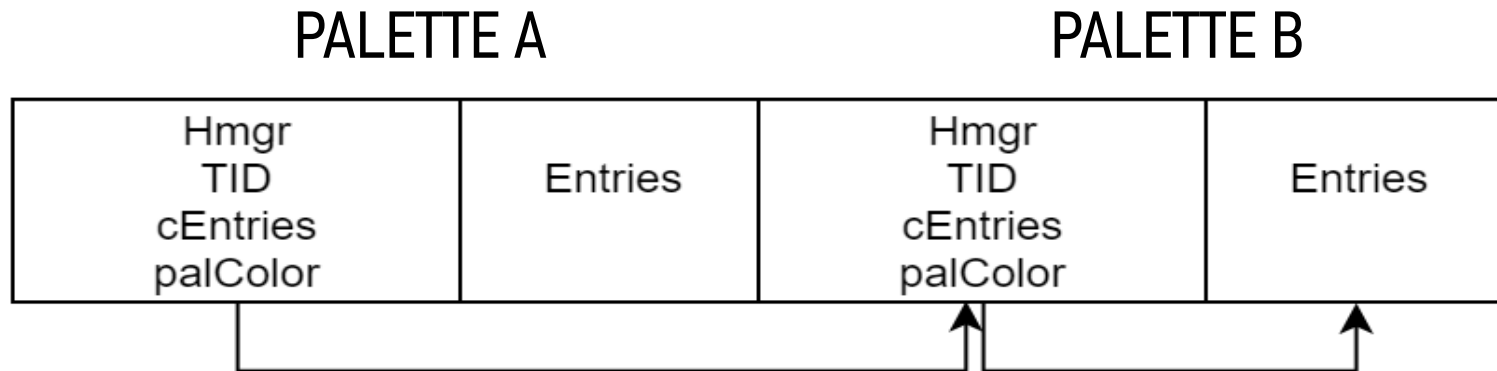 PALETTE A
PALETTE B
Hmgr
TID
cEntries
palColor
Entries
Hmgr
TID
cEntries
palColor
Entries